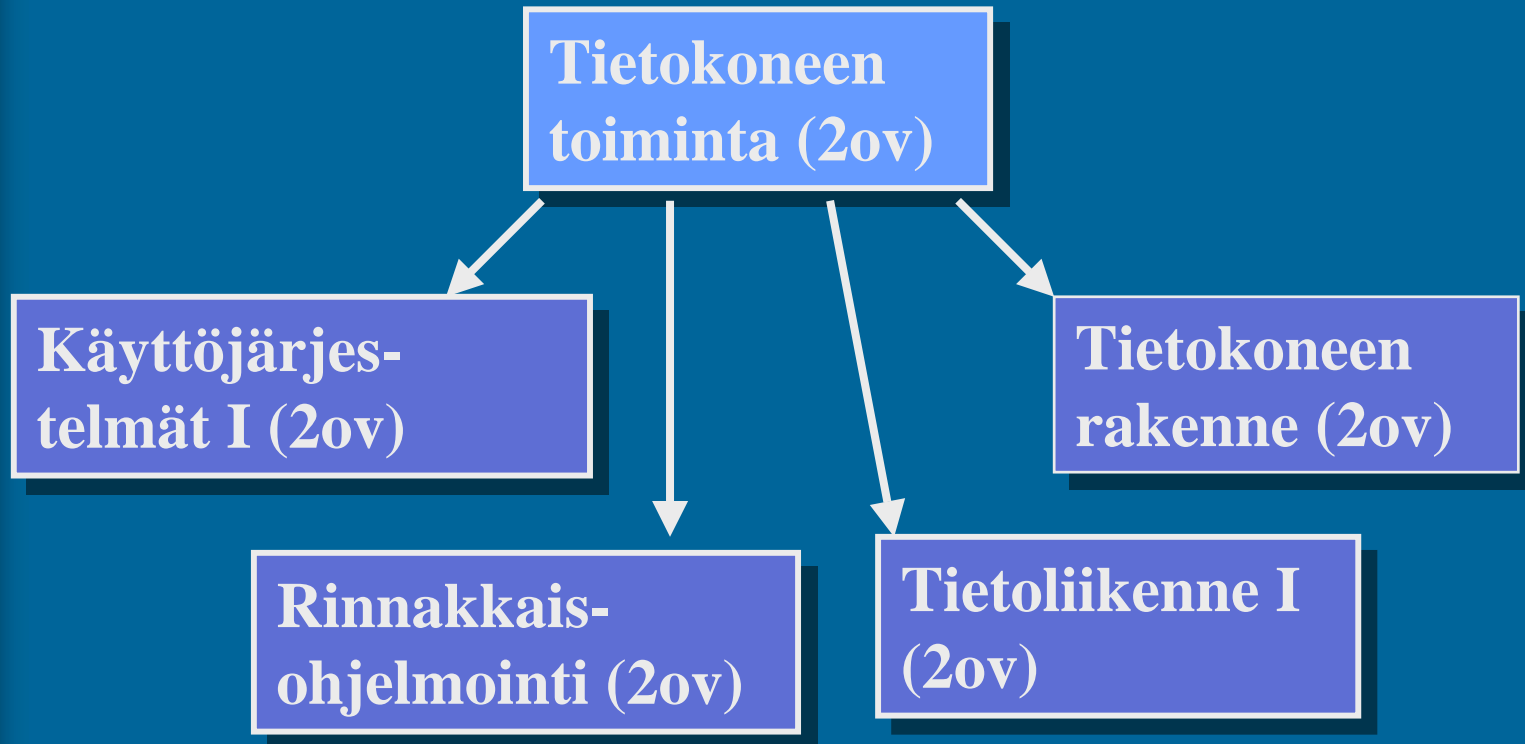 Tietokoneen
toiminta (2ov)
Käyttöjärjes-
telmät I (2ov)
Tietokoneen
rakenne (2ov)
Rinnakkais-
ohjelmointi (2ov)
Tietoliikenne I
(2ov)